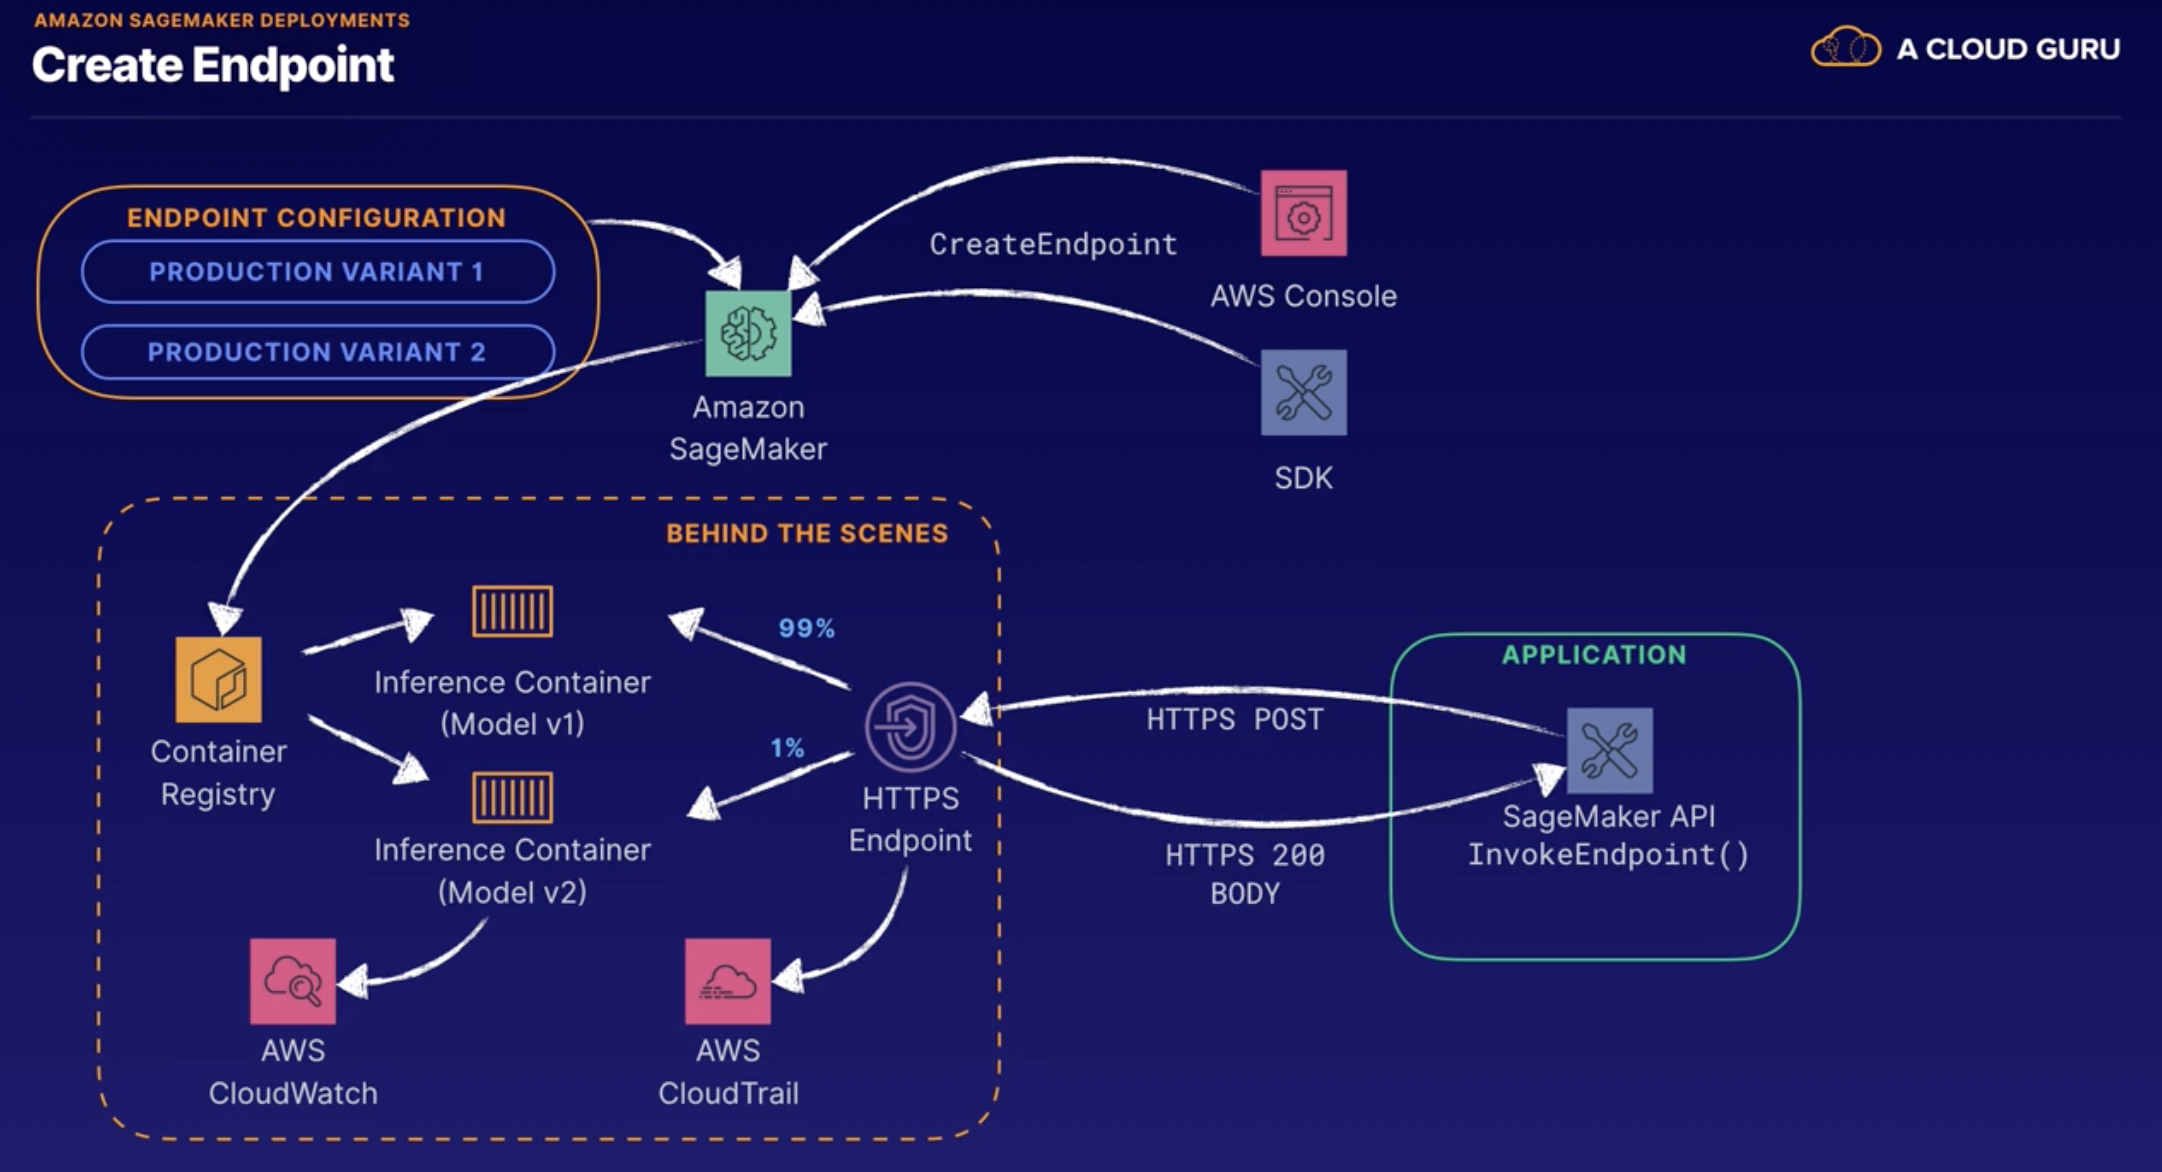 AMAZON SAGEMAKER DEPLOYMENTS
Create Endpoint
A CLOUD GURU
ENDPOINT CONFIGURATION
PRODUCTION VARIANT 1
PRODUCTION VARIANT 2
CreateEndpoint
AWS Console
Amazon
SageMaker
SDK
BEHIND THE SCENES
99%
Inference Container
(Model v1)
Container
Registry
1%
HTTPS
Endpoint
Inference Container
(Model v2)
AWS
CloudWatch
AWS
CloudTrail
HTTPS POST
HTTPS 200
BODY
APPLICATION
SageMaker API
InvokeEndpoint()